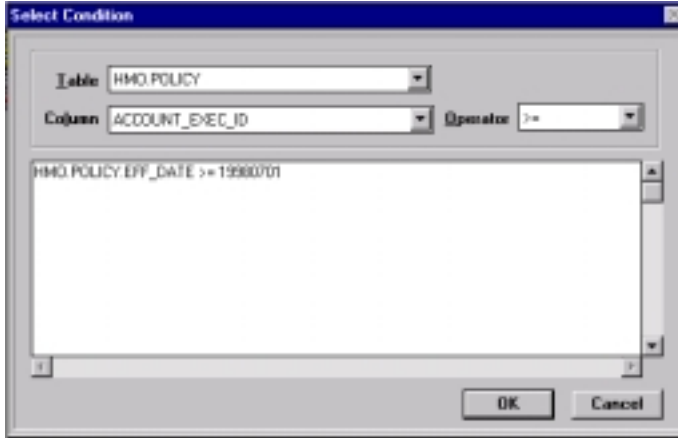 Select Condition
Table HMO.POLICY
Column ACCOUNT_EXEC_ID Operator >=
HMO.POLICY.EFF_DATE >= 19980701
OK Cancel